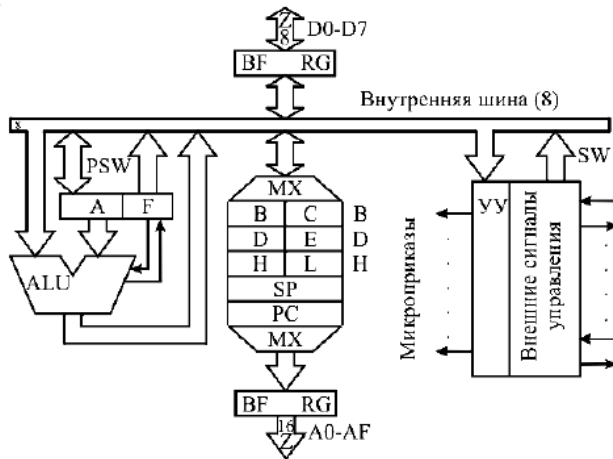 Z
8
D0-D7
BF RG
Внутренняя шина (8)
8
PSW
SW
A F
MX
B C B
D E D
H L H
SP
PC
MX
ALU
УУ
Микроприказы
Внешние сигналы
управления
BF RG
16
Z
A0-AF